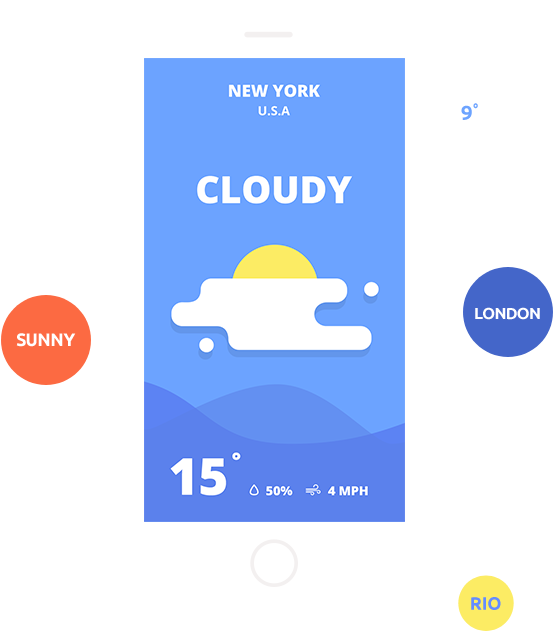 NEW YORK
U.S.A
9°
CLOUDY
SUNNY
LONDON
15°
50%
4 MPH
RIO